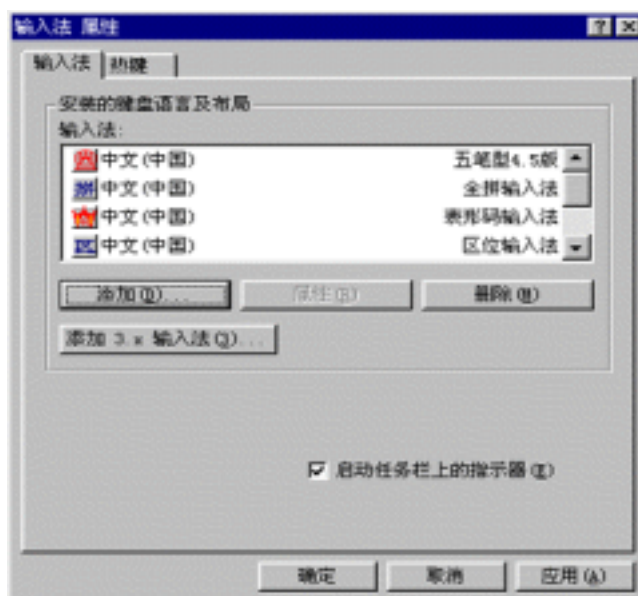 输入法 属性
输入法 热键
安装的键盘语言及布局
输入法:
中文(中国) 五笔型4.5版
中文(中国) 全拼输入法
中文(中国) 表形码输入法
中文(中国) 区位输入法
添加(D)... 属性(R) 删除(M)
添加 3.x 输入法(J)...
启动任务栏上的指示器(E)
确定 取消 应用(A)